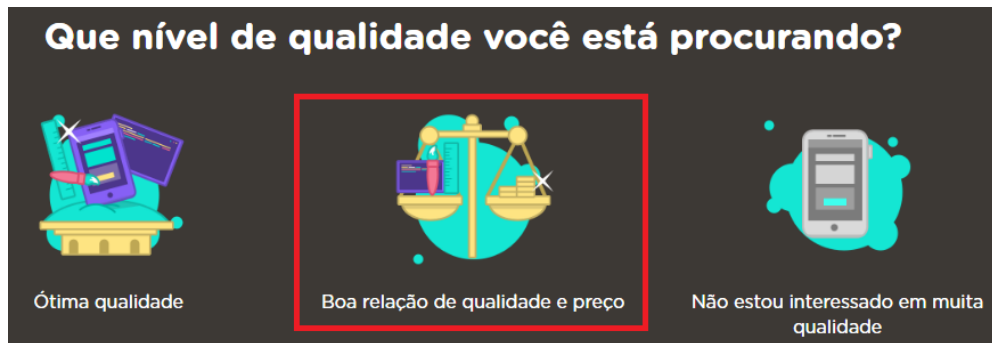 Que nível de qualidade você está procurando?
Ótima qualidade
Boa relação de qualidade e preço
Não estou interessado em muita
qualidade